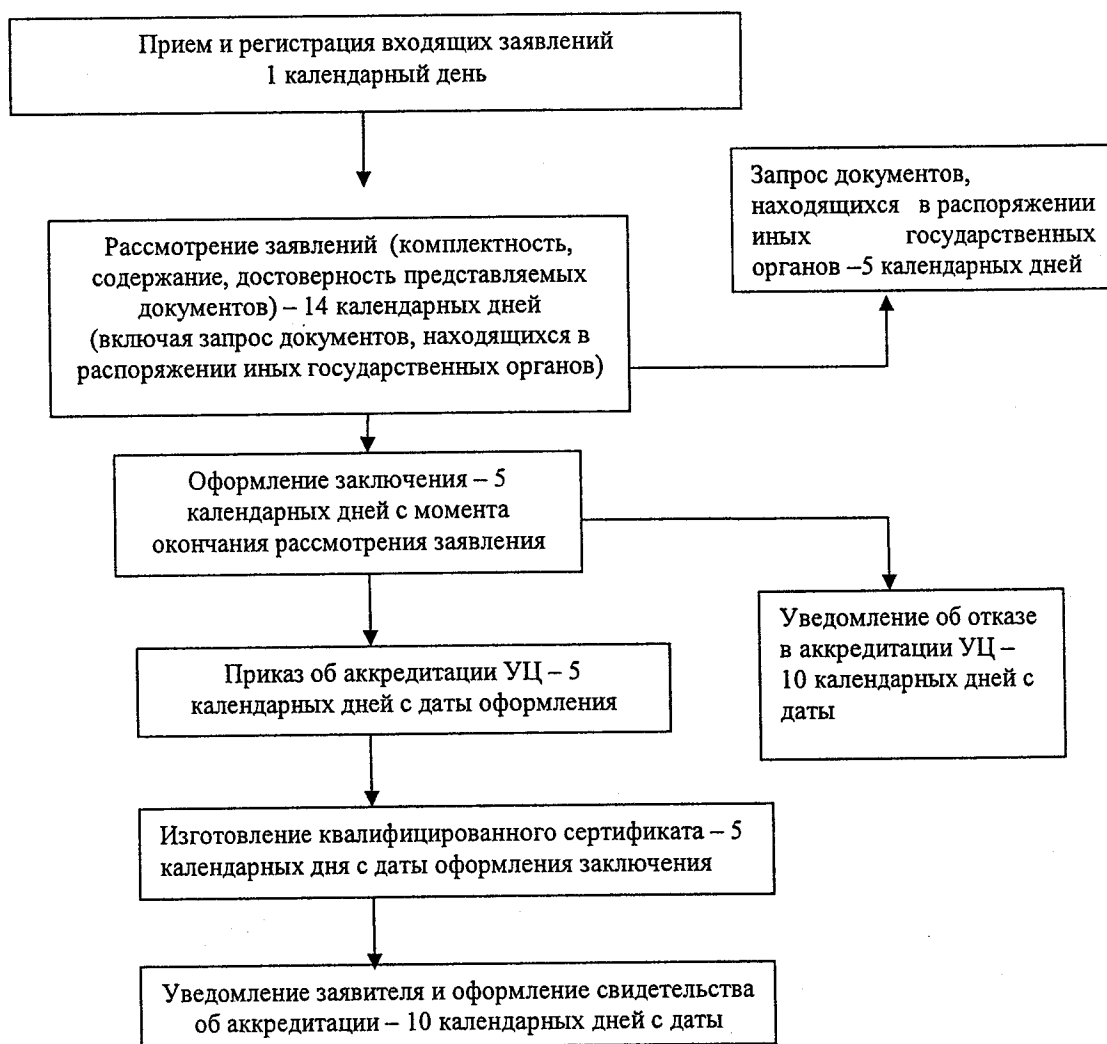 Прием и регистрация входящих заявлений
1 календарный день
Запрос документов,
находящихся в распоряжении
иных государственных
органов –5 календарных дней
Рассмотрение заявлений (комплектность,
содержание, достоверность представляемых
документов) – 14 календарных дней
(включая запрос документов, находящихся в
распоряжении иных государственных органов)
Оформление заключения – 5
календарных дней с момента
окончания рассмотрения заявления
Уведомление об отказе
в аккредитации УЦ –
10 календарных дней с
даты
Приказ об аккредитации УЦ – 5
календарных дней с даты оформления
Изготовление квалифицированного сертификата – 5
календарных дня с даты оформления заключения
Уведомление заявителя и оформление свидетельства
об аккредитации – 10 календарных дней с даты